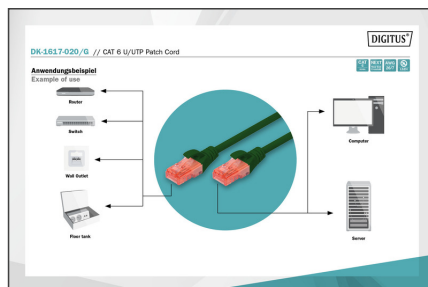 DIGITUS®
DK-1617-020/G // CAT 6 U/UTP Patch Cord
Anwendungsbeispiel
Example of use
Router
Switch
Wall Outlet
Floor tank
Computer
Server